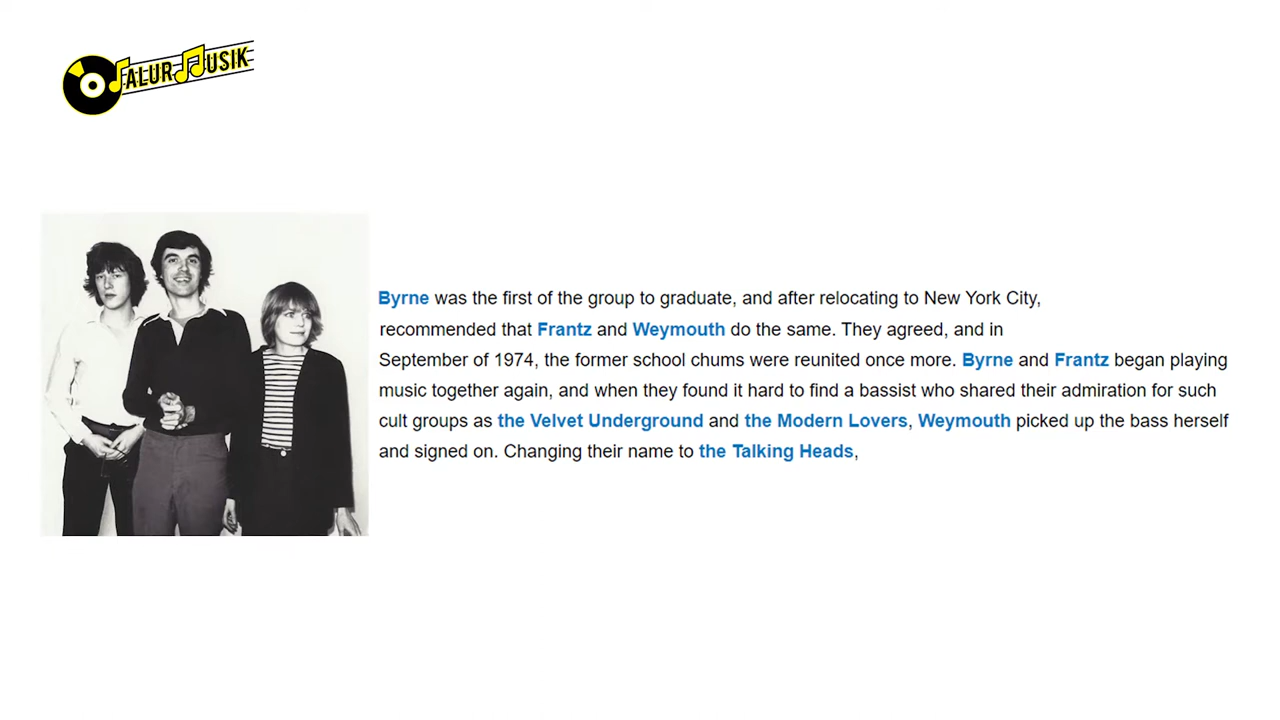 ALUR MUSIK
Byrne was the first of the group to graduate, and after relocating to New York City,
recommended that Frantz and Weymouth do the same. They agreed, and in
September of 1974, the former school chums were reunited once more. Byrne and Frantz began playing
music together again, and when they found it hard to find a bassist who shared their admiration for such
cult groups as the Velvet Underground and the Modern Lovers, Weymouth picked up the bass herself
and signed on. Changing their name to the Talking Heads,